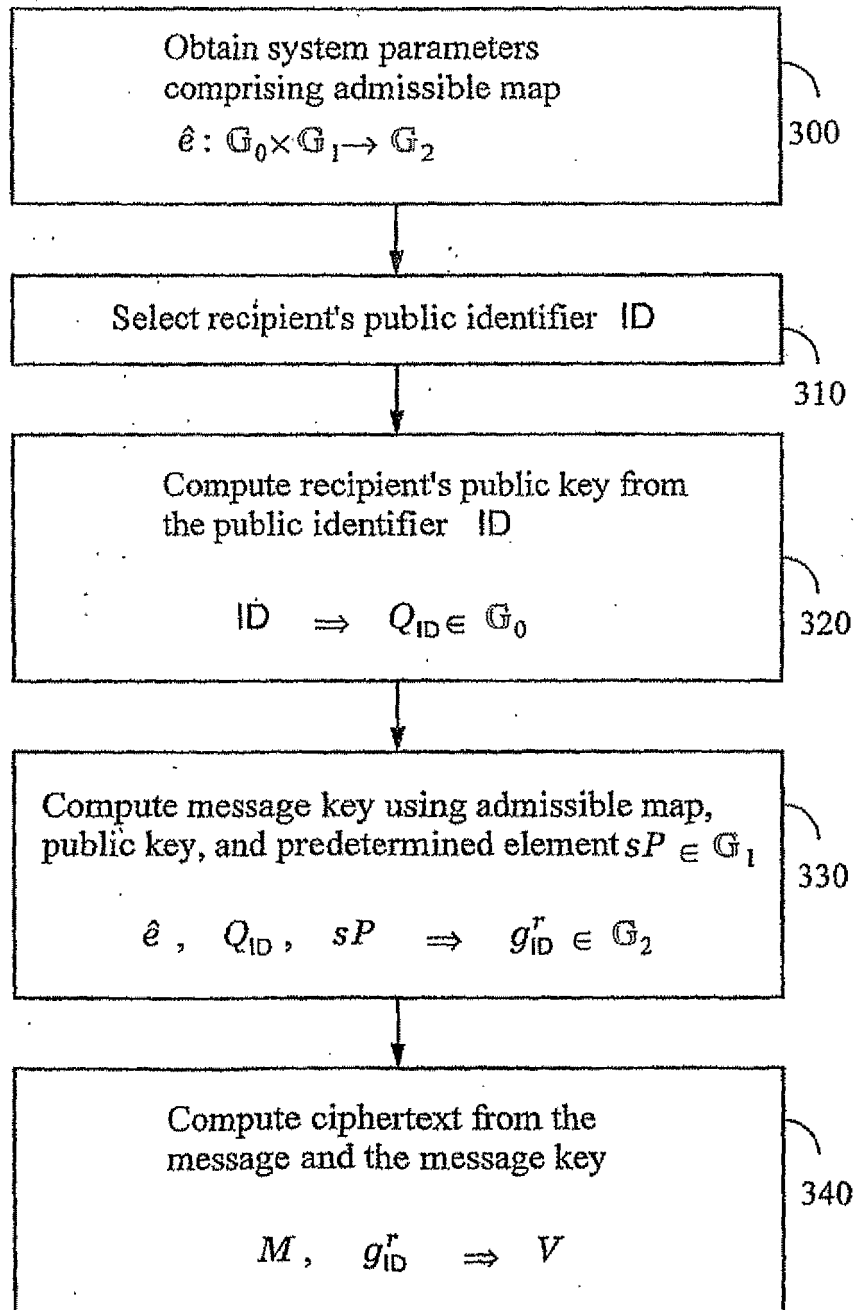 Obtain system parameters
comprising admissible map
ê : 𝔾₀ × 𝔾₁ → 𝔾₂
300
Select recipient's public identifier ID
310
Compute recipient's public key from
the public identifier ID
ID ⇒ Q_ID ∈ 𝔾₀
320
Compute message key using admissible map,
public key, and predetermined element sP ∈ 𝔾₁
ê , Q_ID , sP ⇒ g_ID^r ∈ 𝔾₂
330
Compute ciphertext from the
message and the message key
M , g_ID^r ⇒ V
340